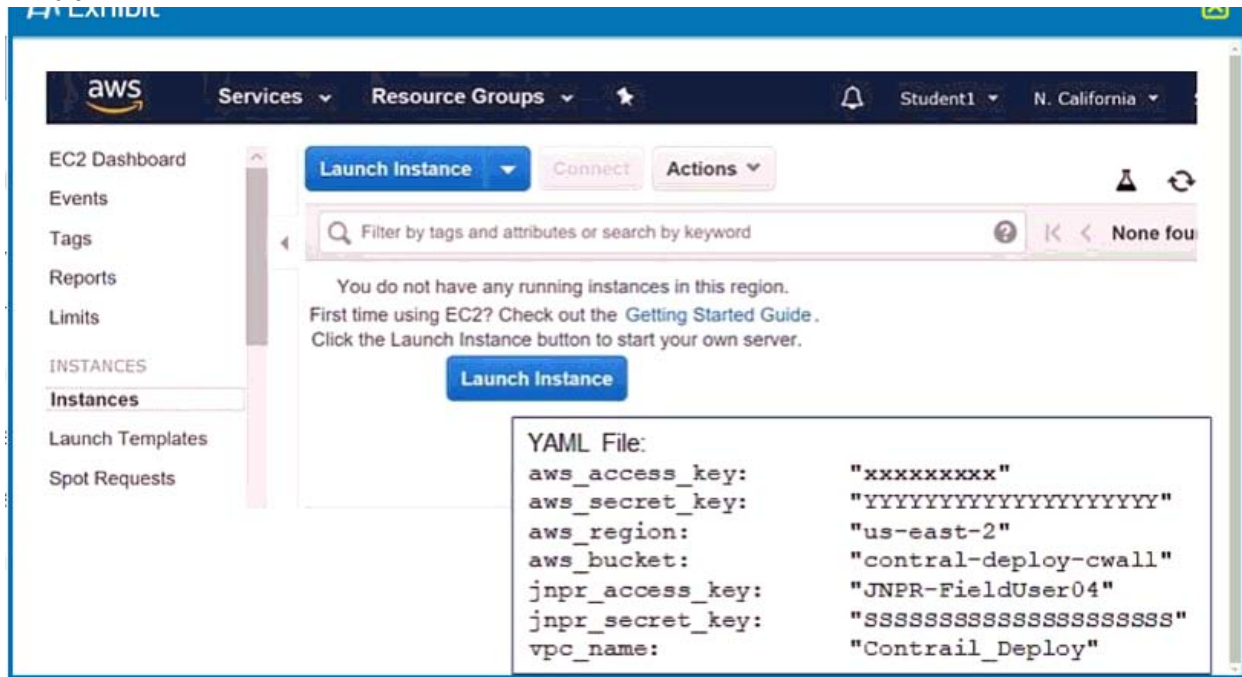 Exhibit
aws Services Resource Groups Student1 N. California
EC2 Dashboard
Events
Tags
Reports
Limits
INSTANCES
Instances
Launch Templates
Spot Requests
Launch Instance Connect Actions
Filter by tags and attributes or search by keyword None
You do not have any running instances in this region.
First time using EC2? Check out the Getting Started Guide.
Click the Launch Instance button to start your own server.
Launch Instance
YAML File:
aws_access_key: "xxxxxxxxx"
aws_secret_key: "YYYYYYYYYYYYYYYYYYYY"
aws_region: "us-east-2"
aws_bucket: "contral-deploy-cwall"
jnpr_access_key: "JNPR-FieldUser04"
jnpr_secret_key: "SSSSSSSSSSSSSSSSSSSSS"
vpc_name: "Contrail_Deploy"